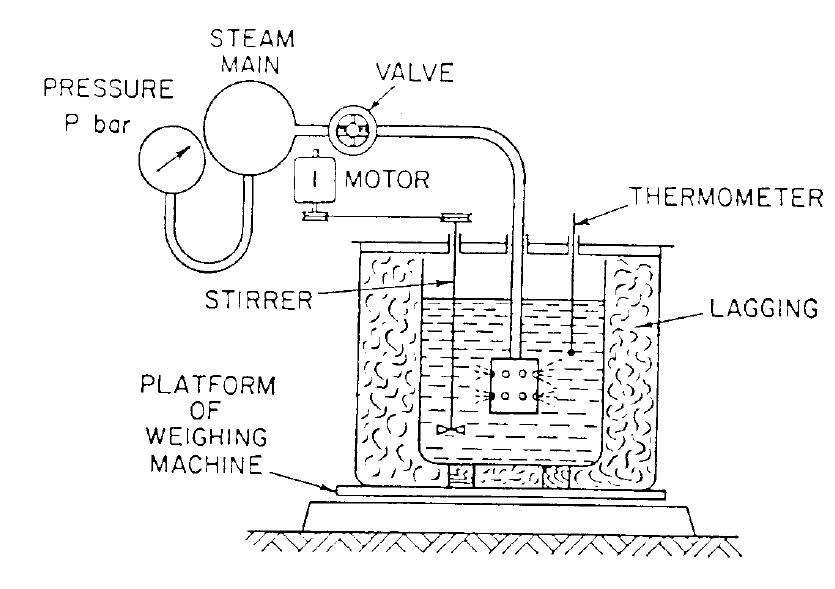 STEAM
MAIN
VALVE
PRESSURE
P bar
MOTOR
THERMOMETER
STIRRER
LAGGING
PLATFORM
OF
WEIGHING
MACHINE